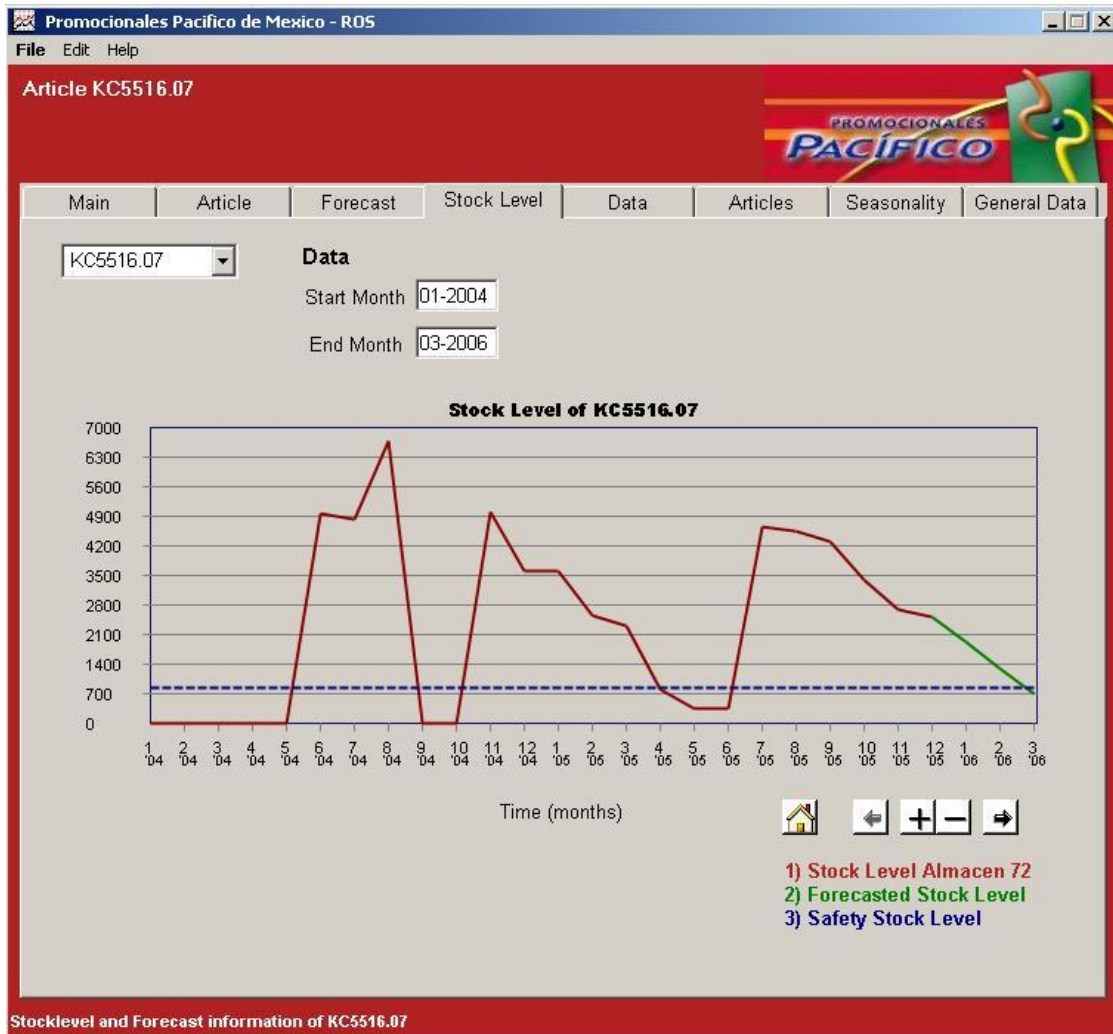 Promocionales Pacifico de Mexico - ROS
File Edit Help
Article KC5516.07
PROMOCIONALES
PACÍFICO
Main Article Forecast Stock Level Data Articles Seasonality General Data
KC5516.07
Data
Start Month 01-2004
End Month 03-2006
Stock Level of KC5516.07
7000
6300
5600
4900
4200
3500
2800
2100
1400
700
0
1 2 3 4 5 6 7 8 9 10 11 12 1 2 3 4 5 6 7 8 9 10 11 12 1 2 3
'04 '04 '04 '04 '04 '04 '04 '04 '04 '04 '04 '04 '05 '05 '05 '05 '05 '05 '05 '05 '05 '05 '05 '05 '06 '06 '06
Time (months)
1) Stock Level Almacen 72
2) Forecasted Stock Level
3) Safety Stock Level
Stocklevel and Forecast information of KC5516.07